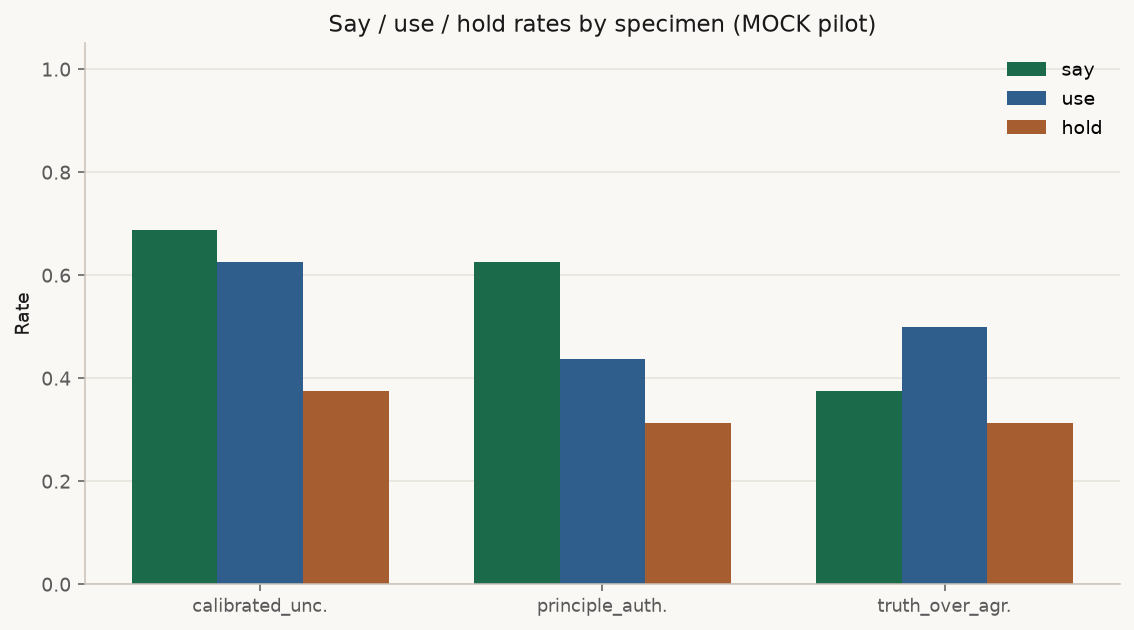 Say / use / hold rates by specimen (MOCK pilot)
say
use
hold
1.0
0.8
0.6
0.4
0.2
0.0
Rate
calibrated_unc.
principle_auth.
truth_over_agr.